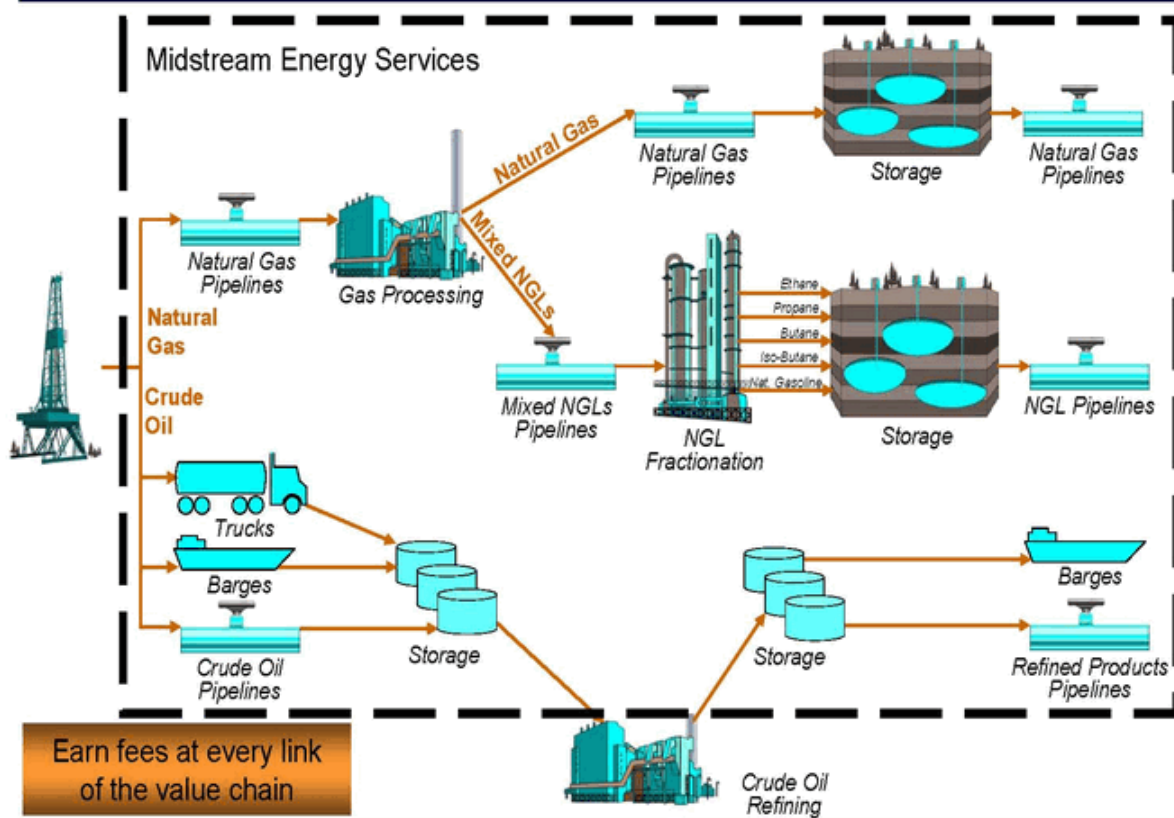 Midstream Energy Services
Natural Gas
Natural Gas
Pipelines
Storage
Natural Gas
Pipelines
Natural Gas
Pipelines
Gas Processing
Mixed NGLs
Natural
Gas
Crude
Oil
Mixed NGLs
Pipelines
NGL
Fractionation
Ethane
Propane
Butane
Iso-Butane
Nat. Gasoline
Storage
NGL Pipelines
Trucks
Barges
Crude Oil
Pipelines
Storage
Storage
Barges
Refined Products
Pipelines
Crude Oil
Refining
Earn fees at every link
of the value chain